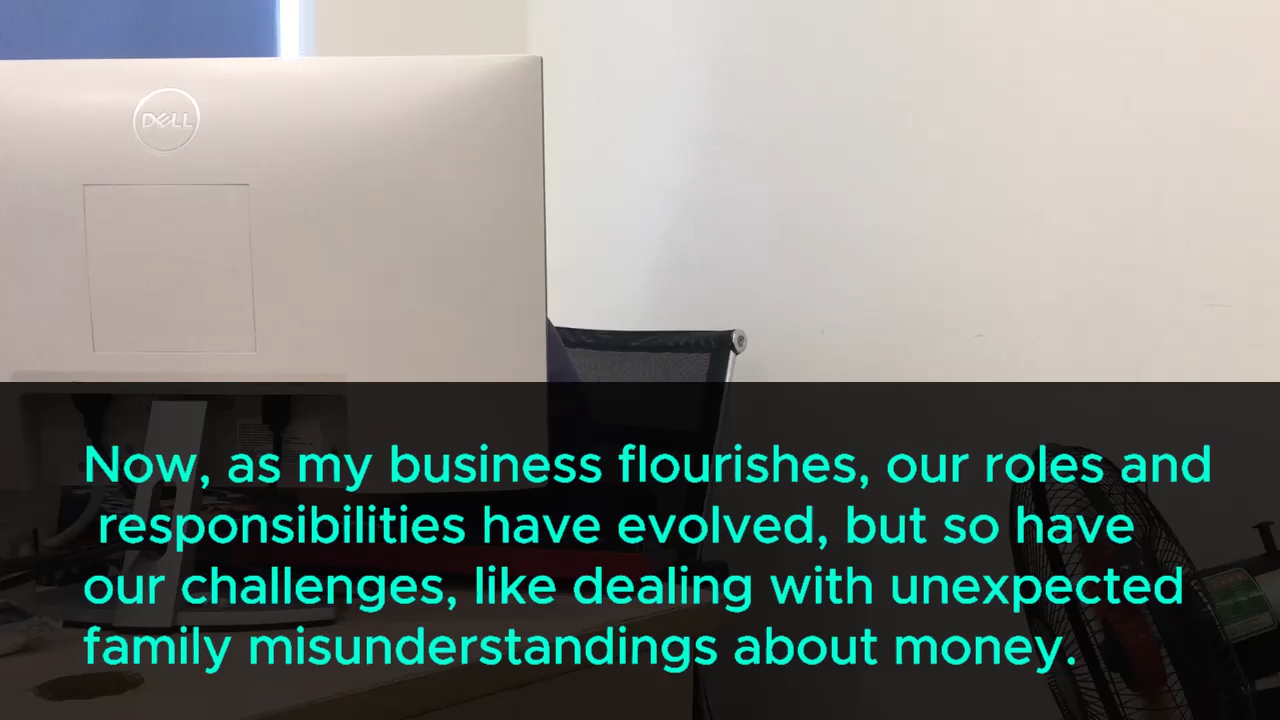 DELL
Now, as my business flourishes, our roles and
responsibilities have evolved, but so have
our challenges, like dealing with unexpected
family misunderstandings about money.